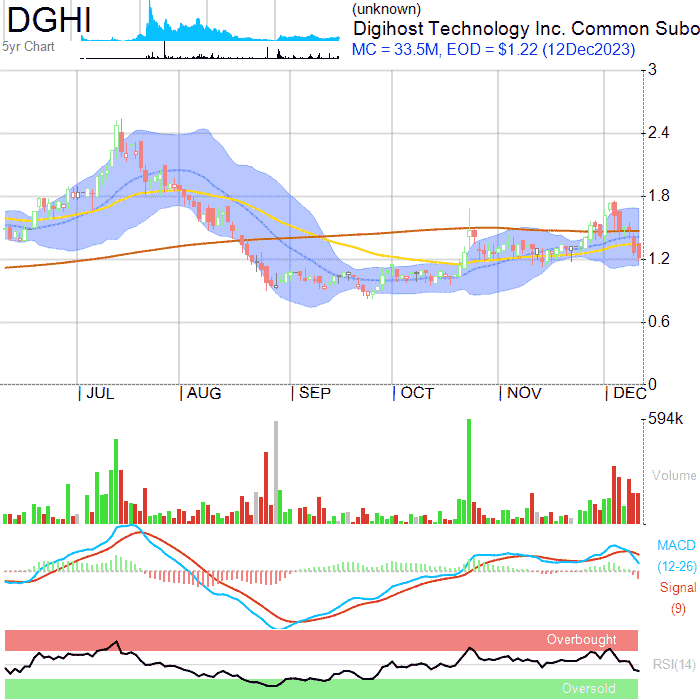 DGHI
5yr Chart
(unknown)
Digihost Technology Inc. Common Subo
MC = 33.5M, EOD = $1.22 (12Dec2023)
3
2.4
1.8
1.2
0.6
0
JUL
AUG
SEP
OCT
NOV
DEC
594k
Volume
MACD
(12-26)
Signal
(9)
Overbought
RSI(14)
Oversold